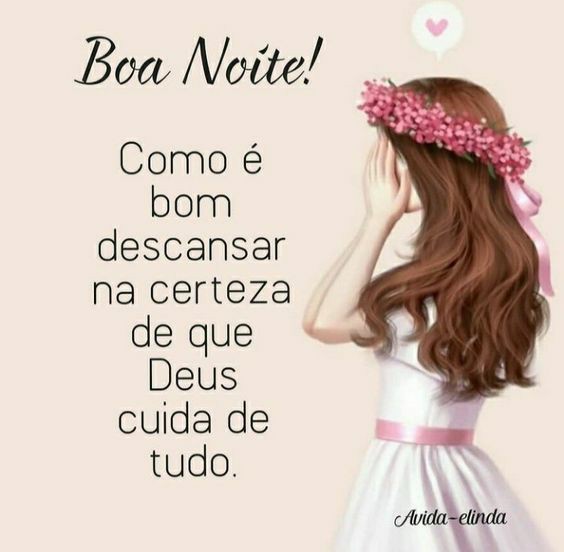 Boa Noite!
Como é
bom
descansar
na certeza
de que
Deus
cuida de
tudo.
Avida-elinda